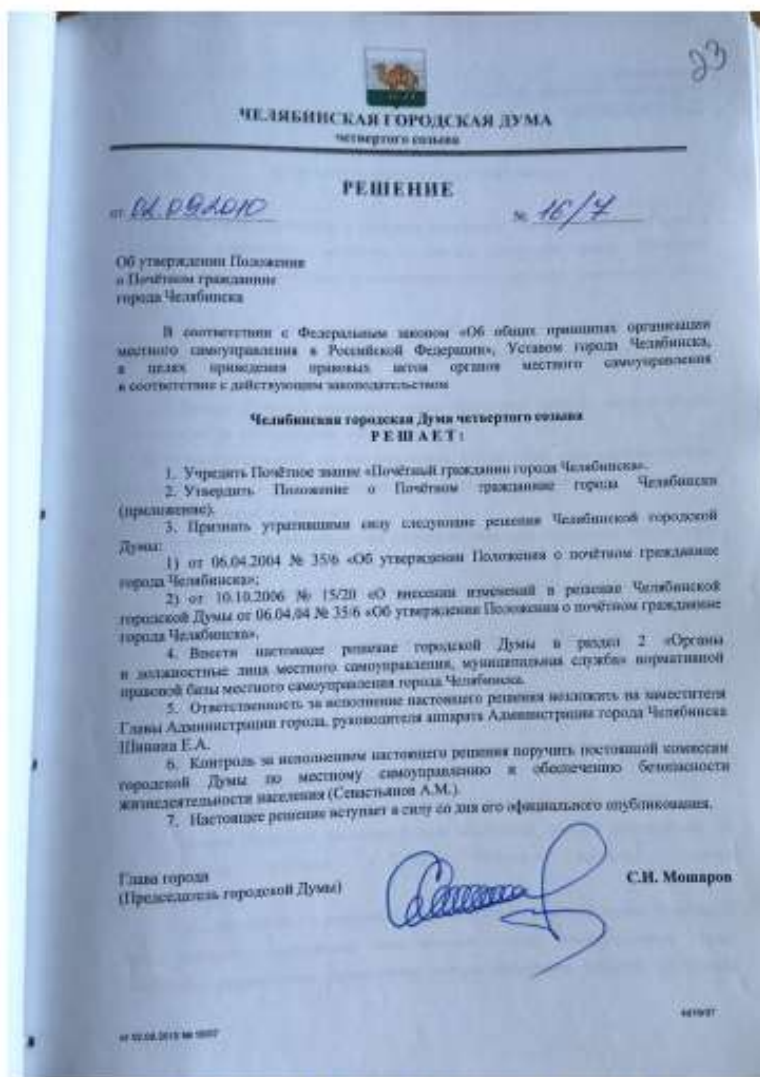 23
ЧЕЛЯБИНСКАЯ ГОРОДСКАЯ ДУМА
четвертого созыва
РЕШЕНИЕ
от 02.09.2010 № 16/7
Об утверждении Положения
о Почётном гражданине
города Челябинска
В соответствии с Федеральным законом «Об общих принципах организации
местного самоуправления в Российской Федерации», Уставом города Челябинска,
в целях приведения правовых актов органов местного самоуправления
в соответствие с действующим законодательством
Челябинская городская Дума четвертого созыва
РЕШАЕТ:
1. Учредить Почётное звание «Почётный гражданин города Челябинска».
2. Утвердить Положение о Почётном гражданине города Челябинска
(приложение).
3. Признать утратившими силу следующие решения Челябинской городской
Думы:
1) от 06.04.2004 № 35/6 «Об утверждении Положения о почётном гражданине
города Челябинска»;
2) от 10.10.2006 № 15/20 «О внесении изменений в решение Челябинской
городской Думы от 06.04.04 № 35/6 «Об утверждении Положения о почётном гражданине
города Челябинска».
4. Внести настоящее решение городской Думы в раздел 2 «Органы
и должностные лица местного самоуправления, муниципальная служба» нормативной
правовой базы местного самоуправления города Челябинска.
5. Ответственность за исполнение настоящего решения возложить на заместителя
Главы Администрации города, руководителя аппарата Администрации города Челябинска
Е.А.
6. Контроль за исполнением настоящего решения поручить постоянной комиссии
городской Думы по местному самоуправлению и обеспечению безопасности
жизнедеятельности населения (Севастьянов А.М.).
7. Настоящее решение вступает в силу со дня его официального опубликования.
Глава города
(Председатель городской Думы) С.И. Мошаров